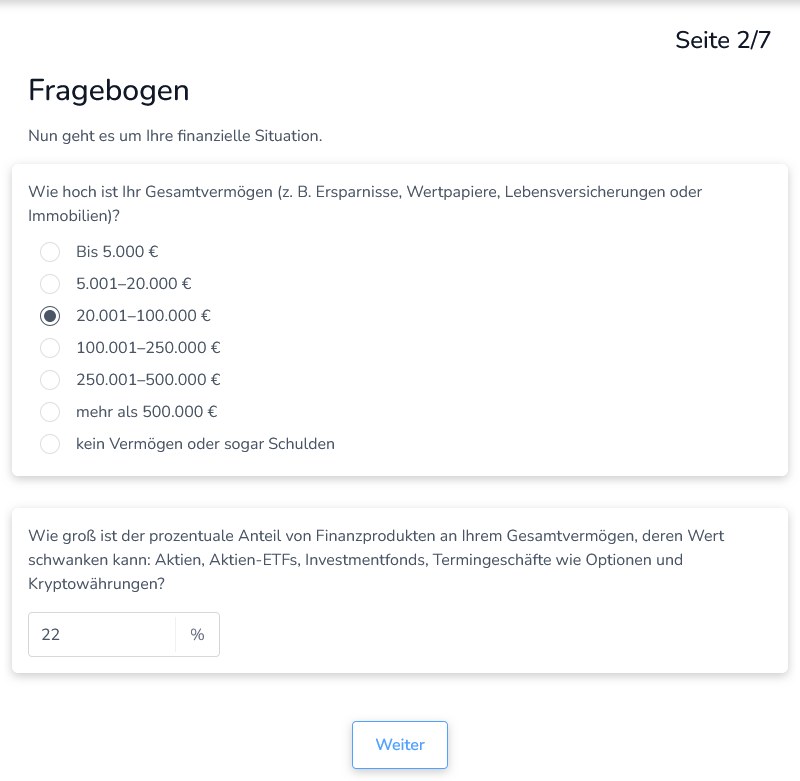 Seite 2/7
Fragebogen
Nun geht es um Ihre finanzielle Situation.
Wie hoch ist Ihr Gesamtvermögen (z. B. Ersparnisse, Wertpapiere, Lebensversicherungen oder
Immobilien)?
Bis 5.000 €
5.001–20.000 €
20.001–100.000 €
100.001–250.000 €
250.001–500.000 €
mehr als 500.000 €
kein Vermögen oder sogar Schulden
Wie groß ist der prozentuale Anteil von Finanzprodukten an Ihrem Gesamtvermögen, deren Wert
schwanken kann: Aktien, Aktien-ETFs, Investmentfonds, Termingeschäfte wie Optionen und
Kryptowährungen?
22 %
Weiter